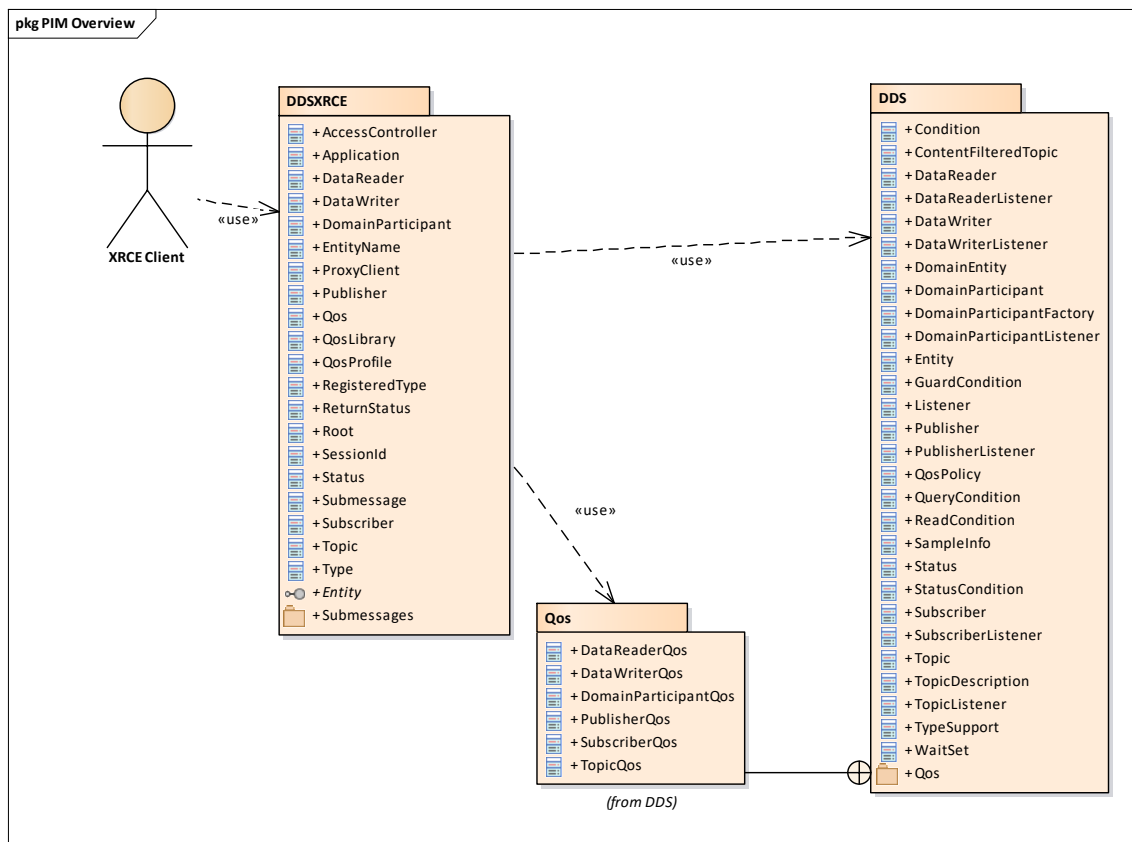 pkg PIM Overview
XRCE Client
«use»
DDSXRCE
+AccessController
+Application
+DataReader
+DataWriter
+DomainParticipant
+EntityName
+ProxyClient
+Publisher
+Qos
+QosLibrary
+QosProfile
+RegisteredType
+ReturnStatus
+Root
+SessionId
+Status
+Submessage
+Subscriber
+Topic
+Type
+Entity
+Submessages
«use»
«use»
Qos
+DataReaderQos
+DataWriterQos
+DomainParticipantQos
+PublisherQos
+SubscriberQos
+TopicQos
(from DDS)
DDS
+Condition
+ContentFilteredTopic
+DataReader
+DataReaderListener
+DataWriter
+DataWriterListener
+DomainEntity
+DomainParticipant
+DomainParticipantFactory
+DomainParticipantListener
+Entity
+GuardCondition
+Listener
+Publisher
+PublisherListener
+QosPolicy
+QueryCondition
+ReadCondition
+SampleInfo
+Status
+StatusCondition
+Subscriber
+SubscriberListener
+Topic
+TopicDescription
+TopicListener
+TypeSupport
+WaitSet
+Qos